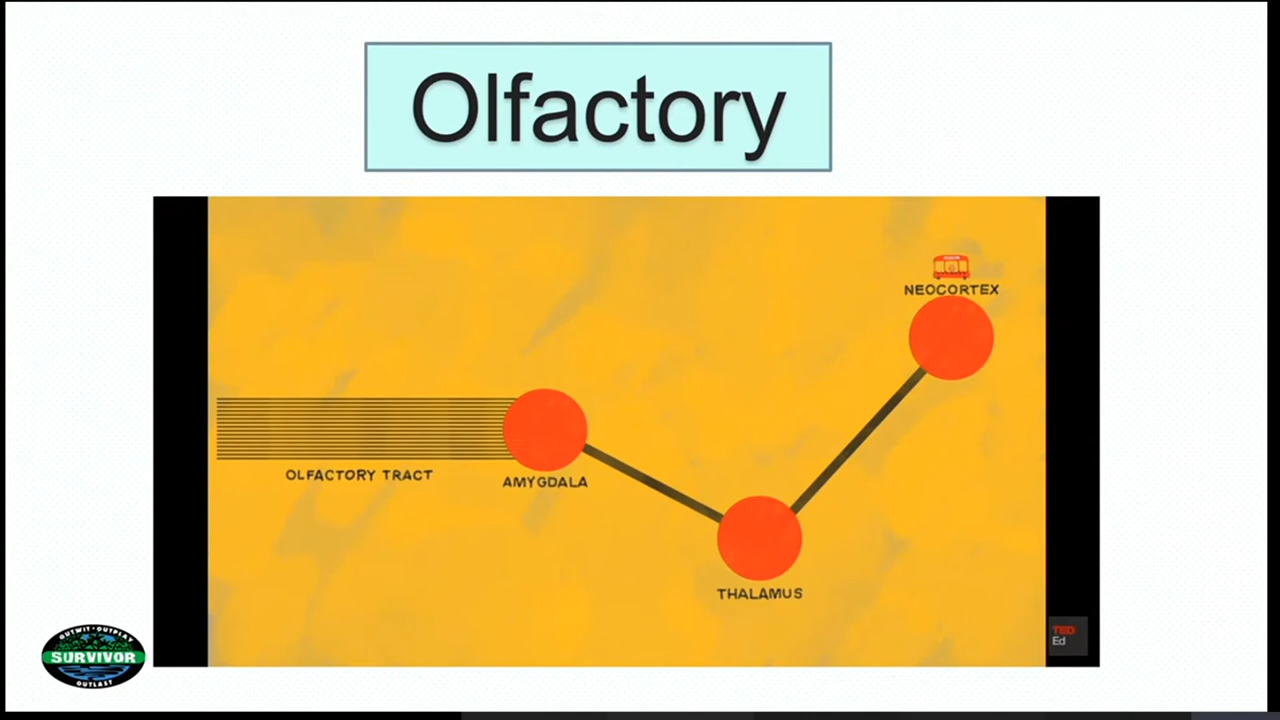 Olfactory
NEOCORTEX
OLFACTORY TRACT
AMYGDALA
THALAMUS
TED
Ed
OUTWIT • OUTPLAY
SURVIVOR
OUTLAST